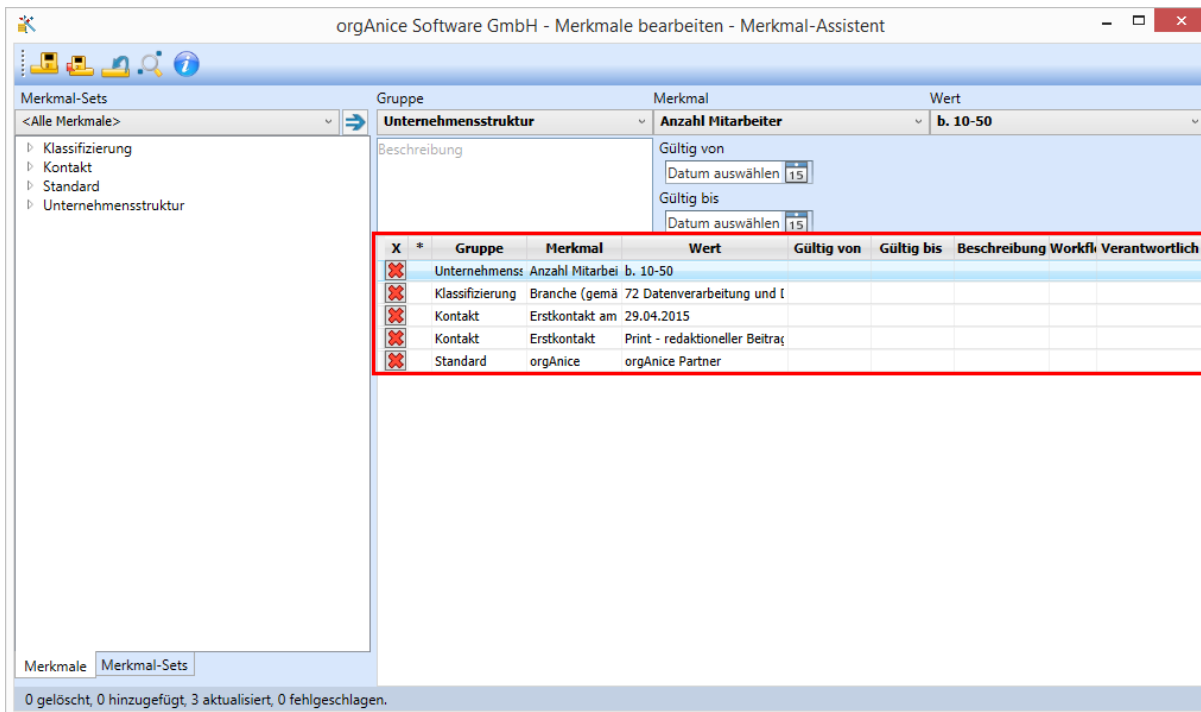 orgAnice Software GmbH - Merkmale bearbeiten - Merkmal-Assistent
Merkmal-Sets
<Alle Merkmale>
Klassifizierung
Kontakt
Standard
Unternehmensstruktur
Gruppe Merkmal Wert
Unternehmensstruktur Anzahl Mitarbeiter b. 10-50
Beschreibung
Gültig von
Datum auswählen 15
Gültig bis
Datum auswählen 15
X * Gruppe Merkmal Wert Gültig von Gültig bis Beschreibung Workfl Verantwortlich
Unternehmenss Anzahl Mitarbei b. 10-50
Klassifizierung Branche (gemä 72 Datenverarbeitung und D
Kontakt Erstkontakt am 29.04.2015
Kontakt Erstkontakt Print - redaktioneller Beitrag
Standard orgAnice orgAnice Partner
Merkmale Merkmal-Sets
0 gelöscht, 0 hinzugefügt, 3 aktualisiert, 0 fehlgeschlagen.